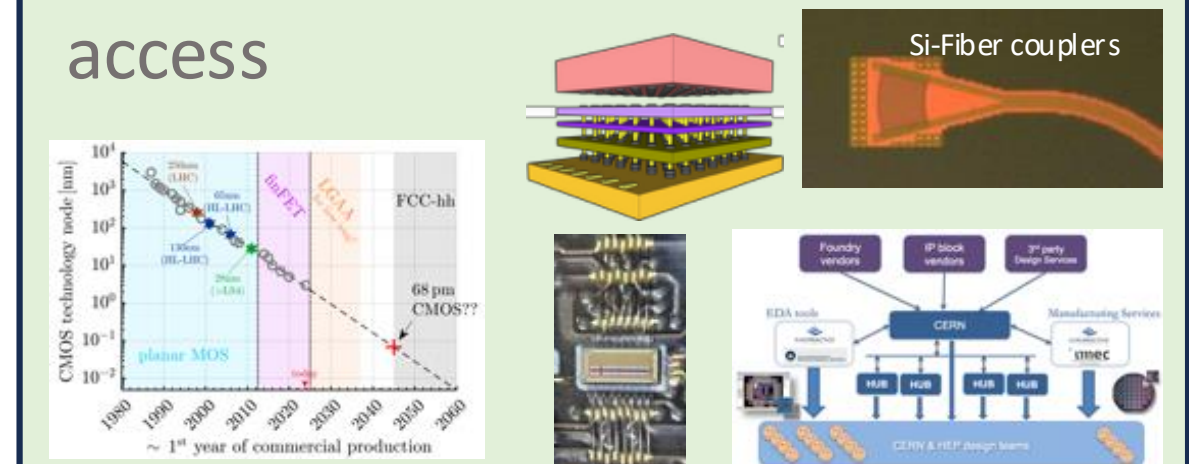 access
Si-Fiber couplers
CMOS technology node [nm]
10⁴
10³
10²
10¹
10⁰
10⁻¹
10⁻²
250nm
(LHC)
65nm
(HL-LHC)
130nm
(HL-LHC)
28nm
finFET
LGAA
FCC-hh
68 pm
CMOS??
planar MOS
today
1980
1990
2000
2010
2020
2030
2040
2050
2060
~ 1st year of commercial production
Foundry
vendors
IP block
vendors
3rd party
Design Services
EDA tools
CERN
Manufacturing Services
imec
HUB
HUB
HUB
HUB
CERN & HEP design teams